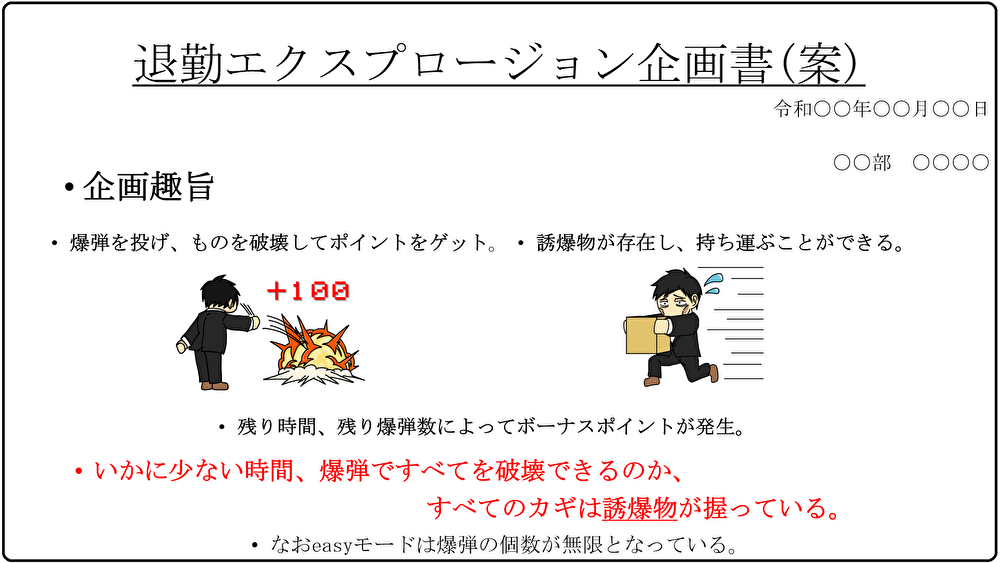 退勤エクスプロージョン企画書(案)
令和〇〇年〇〇月〇〇日
〇〇部　〇〇〇〇
• 企画趣旨
• 爆弾を投げ、ものを破壊してポイントをゲット。
• 誘爆物が存在し、持ち運ぶことができる。
+100
• 残り時間、残り爆弾数によってボーナスポイントが発生。
• いかに少ない時間、爆弾ですべてを破壊できるのか、
すべてのカギは誘爆物が握っている。
• なおeasyモードは爆弾の個数が無限となっている。